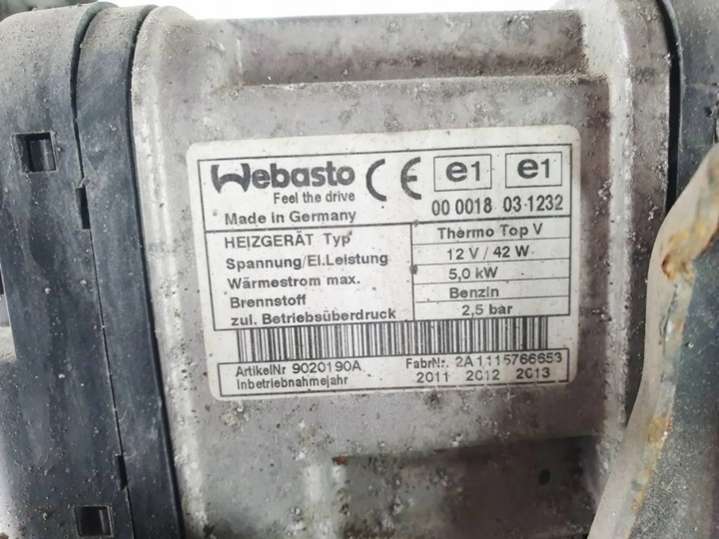 Webasto CE e1 e1
Feel the drive
Made in Germany 00 0018 03 1232
HEIZGERÄT Typ Thermo Top V
Spannung/El.Leistung 12 V / 42 W
Wärmestrom max. 5,0 kW
Brennstoff Benzin
zul. Betriebsüberdruck 2,5 bar
ArtikelNr 9020190A FabrNr. 2A1115766653
Inbetriebnahmejahr 2011 2012 2013